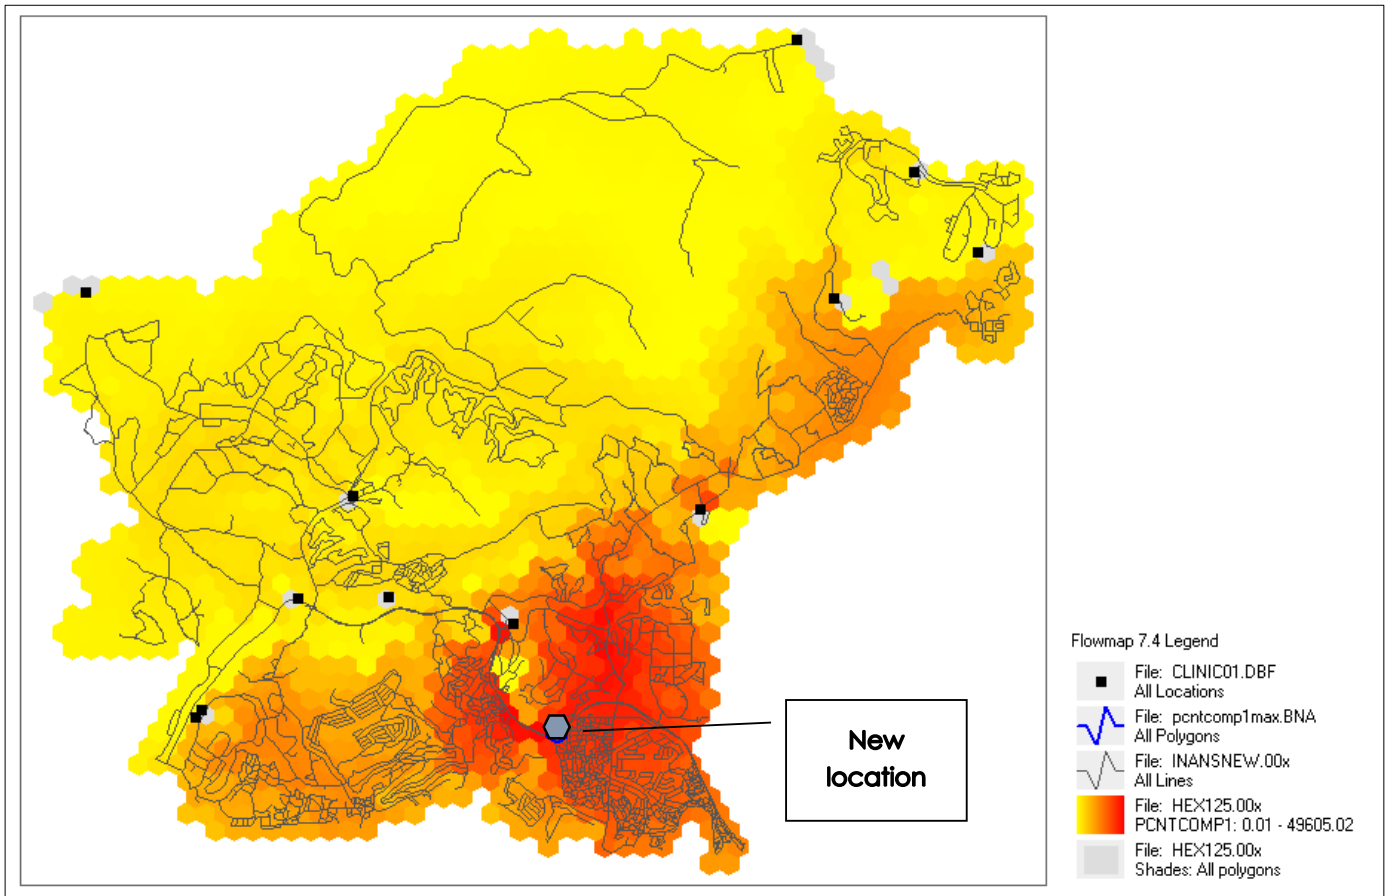 New
location
Flowmap 7.4 Legend
File: CLINIC01.DBF
All Locations
File: pcntcomp1max.BNA
All Polygons
File: INANSNEW.00x
All Lines
File: HEX125.00x
PCNTCOMP1: 0.01 - 49605.02
File: HEX125.00x
Shades: All polygons